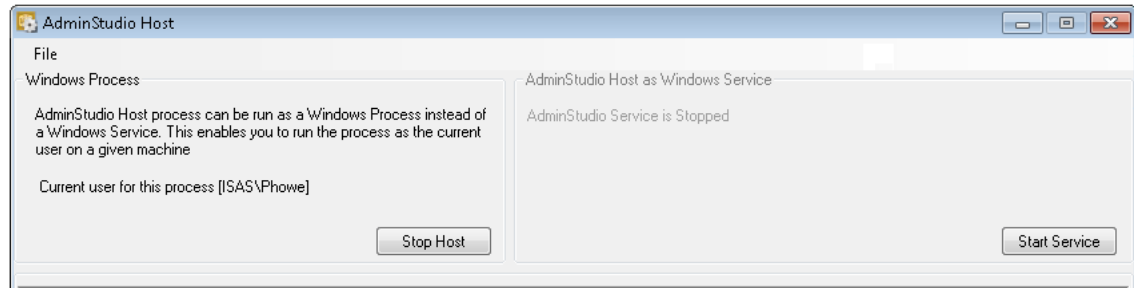 AdminStudio Host
File
Windows Process
AdminStudio Host process can be run as a Windows Process instead of
a Windows Service. This enables you to run the process as the current
user on a given machine
Current user for this process [ISAS\Phowe]
Stop Host
AdminStudio Host as Windows Service
AdminStudio Service is Stopped
Start Service